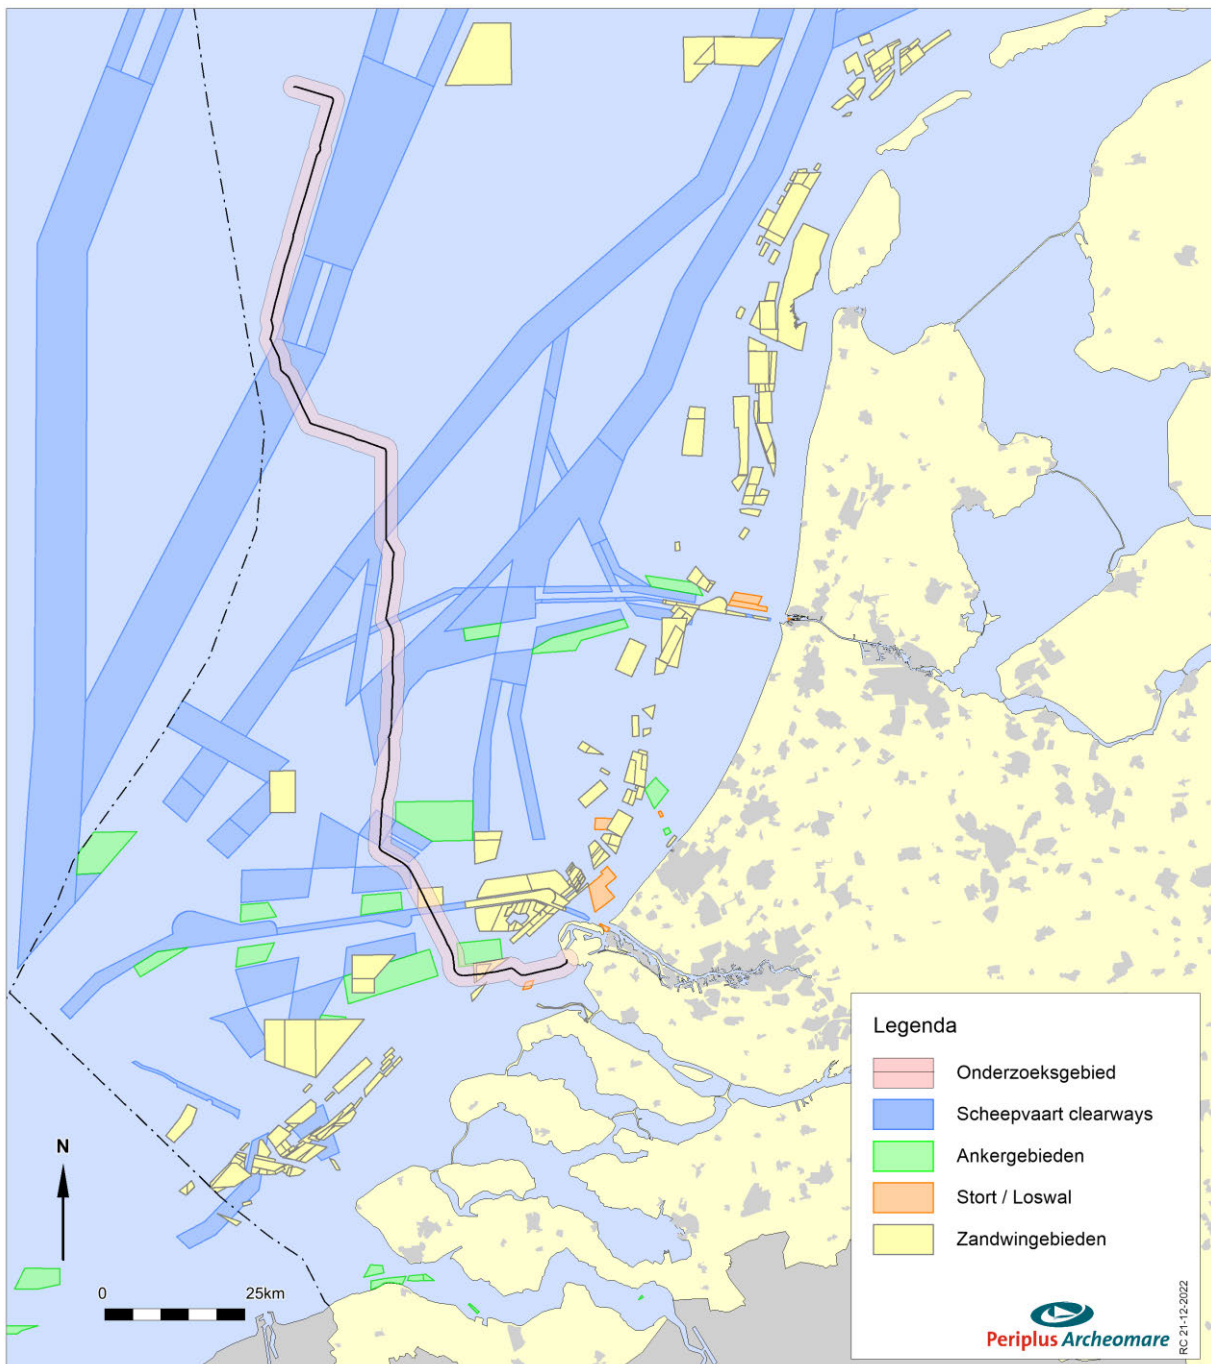 Legenda
Onderzoeksgebied
Scheepvaart clearways
Ankergebieden
Stort / Loswal
Zandwingebieden
N
0 25km
Periplus Archeomare
RC 21-12-2022